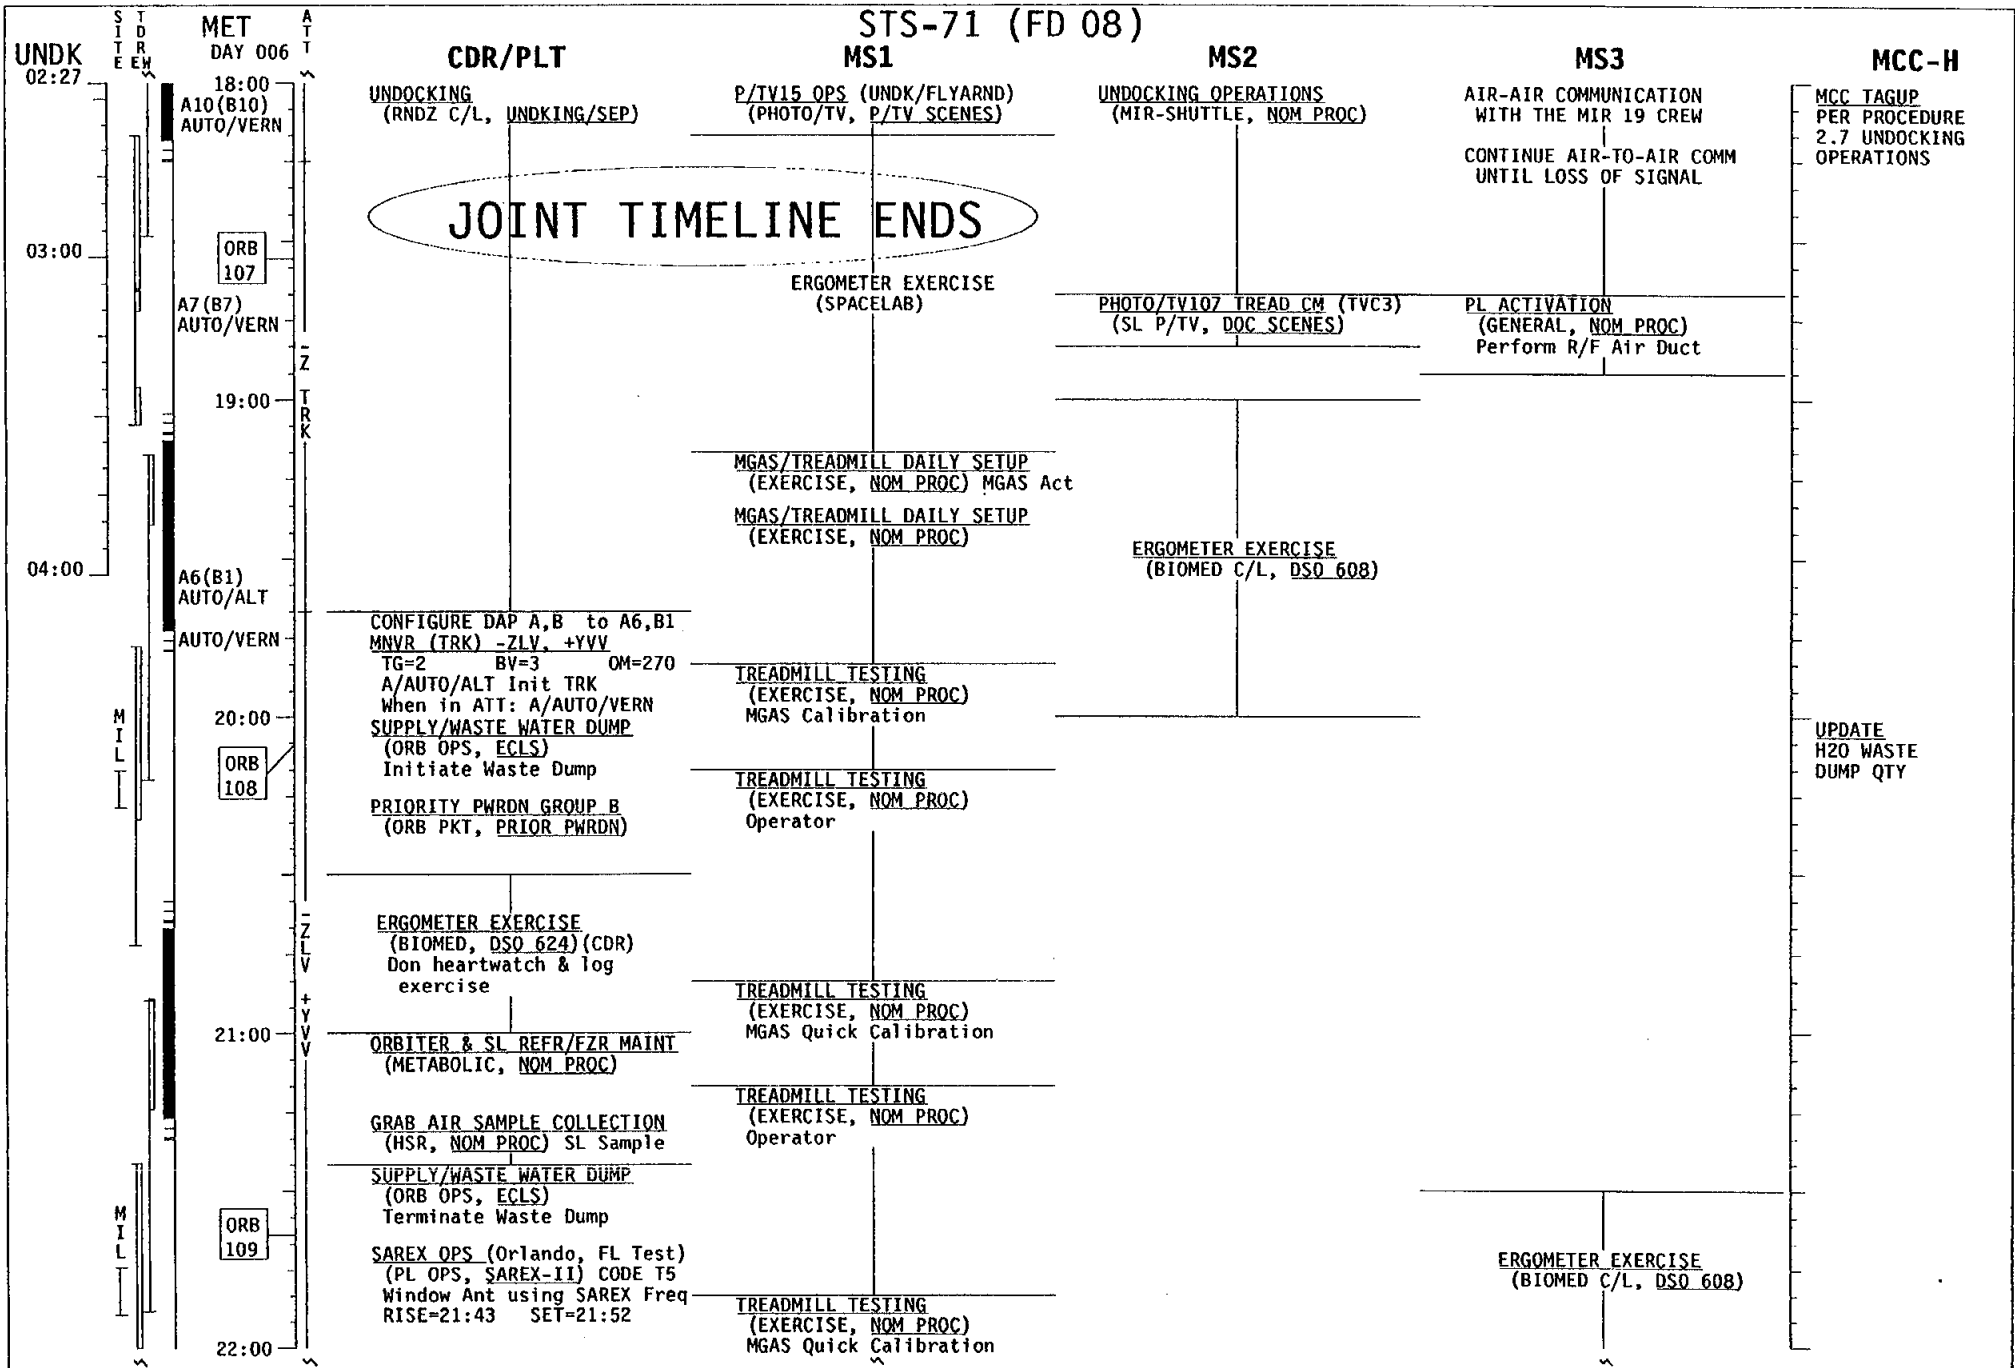 STS-71 (FD 08)
UNDK
SITE
TDRE
W
MET
DAY 006
ATT
CDR/PLT
MS1
MS2
MS3
MCC-H
02:27
03:00
04:00
MIL
MIL
18:00
A10(B10)
AUTO/VERN
ORB
107
A7(B7)
AUTO/VERN
19:00
A6(B1)
AUTO/ALT
AUTO/VERN
20:00
ORB
108
21:00
ORB
109
22:00
-Z TRK
-ZLV +YVV
UNDOCKING
(RNDZ C/L, UNDKING/SEP)
JOINT TIMELINE ENDS
CONFIGURE DAP A,B to A6,B1
MNVR (TRK) -ZLV, +YVV
TG=2 BV=3 OM=270
A/AUTO/ALT Init TRK
When in ATT: A/AUTO/VERN
SUPPLY/WASTE WATER DUMP
(ORB OPS, ECLS)
Initiate Waste Dump
PRIORITY PWRDN GROUP B
(ORB PKT, PRIOR PWRDN)
ERGOMETER EXERCISE
(BIOMED, DSO 624)(CDR)
Don heartwatch & log
exercise
ORBITER & SL REFR/FZR MAINT
(METABOLIC, NOM PROC)
GRAB AIR SAMPLE COLLECTION
(HSR, NOM PROC) SL Sample
SUPPLY/WASTE WATER DUMP
(ORB OPS, ECLS)
Terminate Waste Dump
SAREX OPS (Orlando, FL Test)
(PL OPS, SAREX-II) CODE T5
Window Ant using SAREX Freq
RISE=21:43 SET=21:52
P/TV15 OPS (UNDK/FLYARND)
(PHOTO/TV, P/TV SCENES)
ERGOMETER EXERCISE
(SPACELAB)
MGAS/TREADMILL DAILY SETUP
(EXERCISE, NOM PROC) MGAS Act
MGAS/TREADMILL DAILY SETUP
(EXERCISE, NOM PROC)
TREADMILL TESTING
(EXERCISE, NOM PROC)
MGAS Calibration
TREADMILL TESTING
(EXERCISE, NOM PROC)
Operator
TREADMILL TESTING
(EXERCISE, NOM PROC)
MGAS Quick Calibration
TREADMILL TESTING
(EXERCISE, NOM PROC)
Operator
TREADMILL TESTING
(EXERCISE, NOM PROC)
MGAS Quick Calibration
UNDOCKING OPERATIONS
(MIR-SHUTTLE, NOM PROC)
PHOTO/TV107 TREAD CM (TVC3)
(SL P/TV, DOC SCENES)
ERGOMETER EXERCISE
(BIOMED C/L, DSO 608)
AIR-AIR COMMUNICATION
WITH THE MIR 19 CREW
CONTINUE AIR-TO-AIR COMM
UNTIL LOSS OF SIGNAL
PL ACTIVATION
(GENERAL, NOM PROC)
Perform R/F Air Duct
ERGOMETER EXERCISE
(BIOMED C/L, DSO 608)
MCC TAGUP
PER PROCEDURE
2.7 UNDOCKING
OPERATIONS
UPDATE
H2O WASTE
DUMP QTY